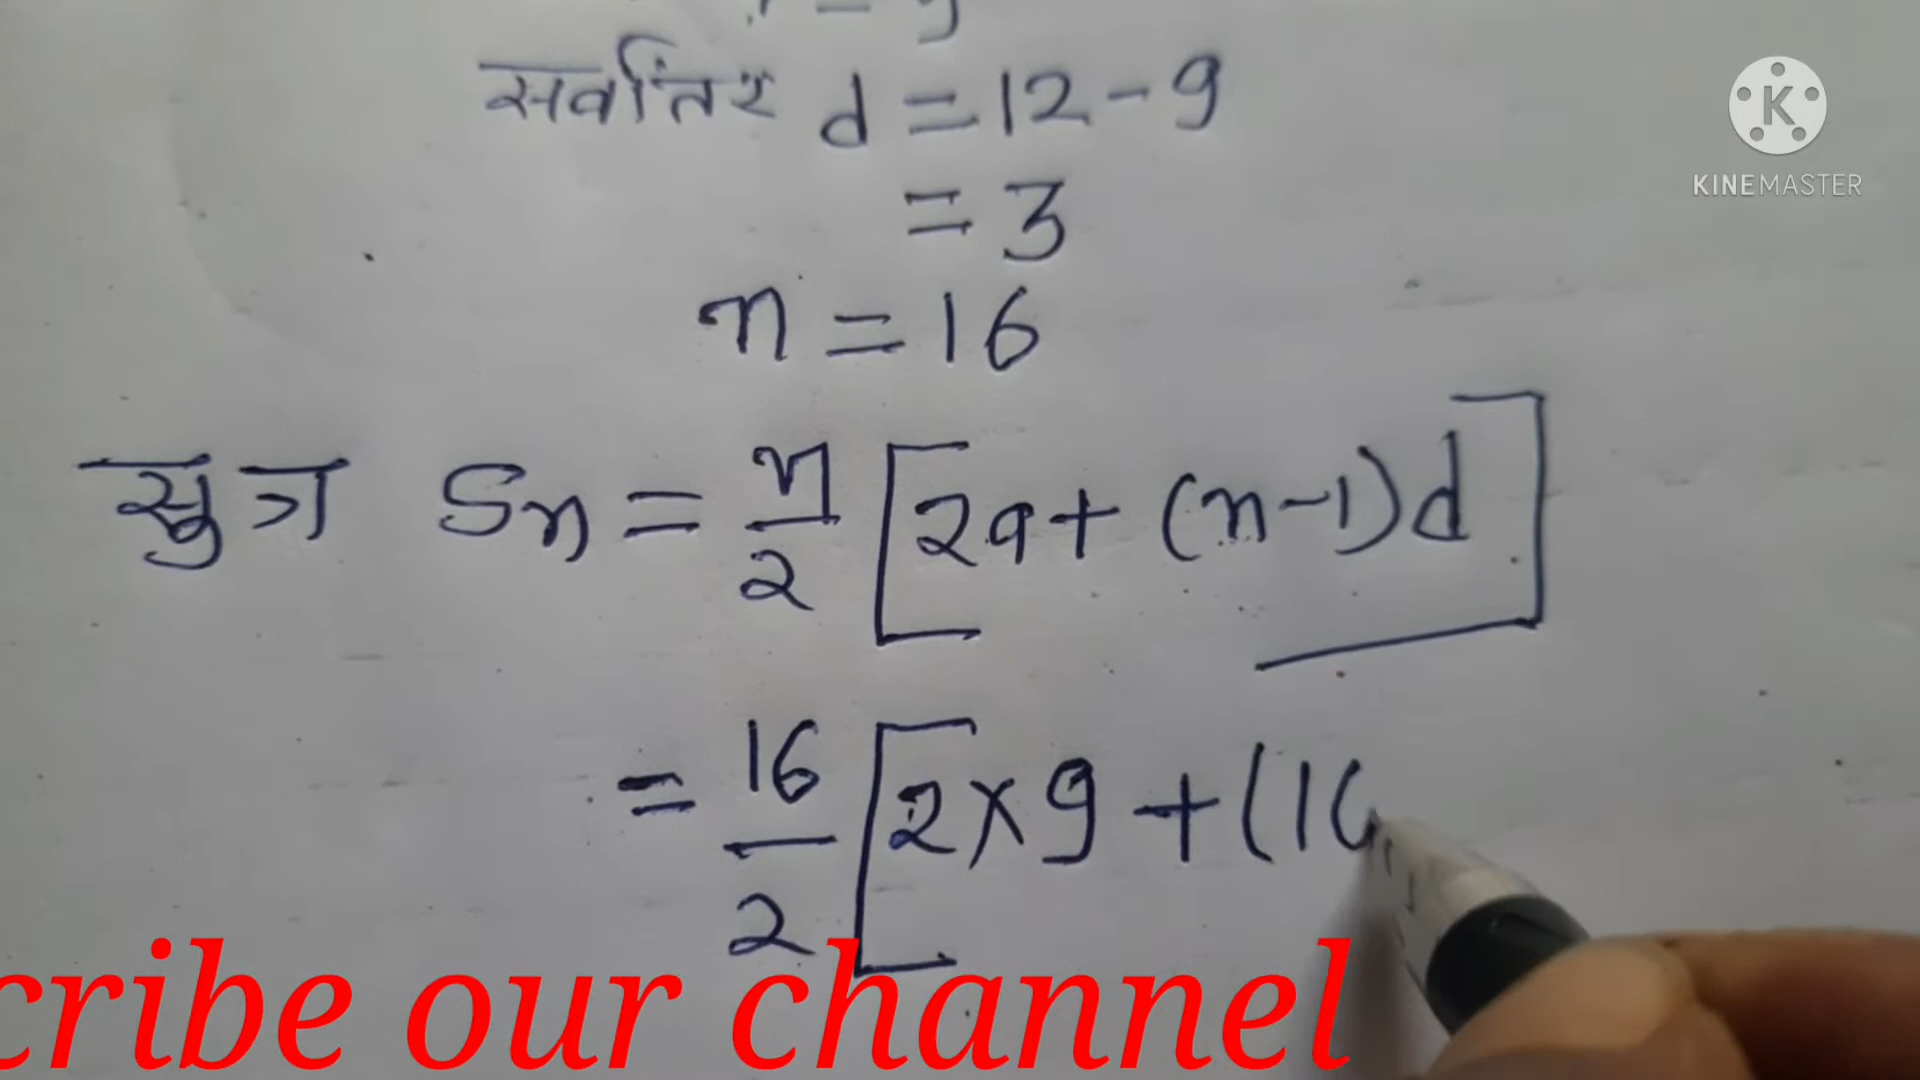 सर्वांतर d = 12 - 9
= 3
n = 16
सुत्र Sn = n/2 [2a + (n-1)d]
= 16/2 [2 x 9 + (16
KINEMASTER
cribe our channel